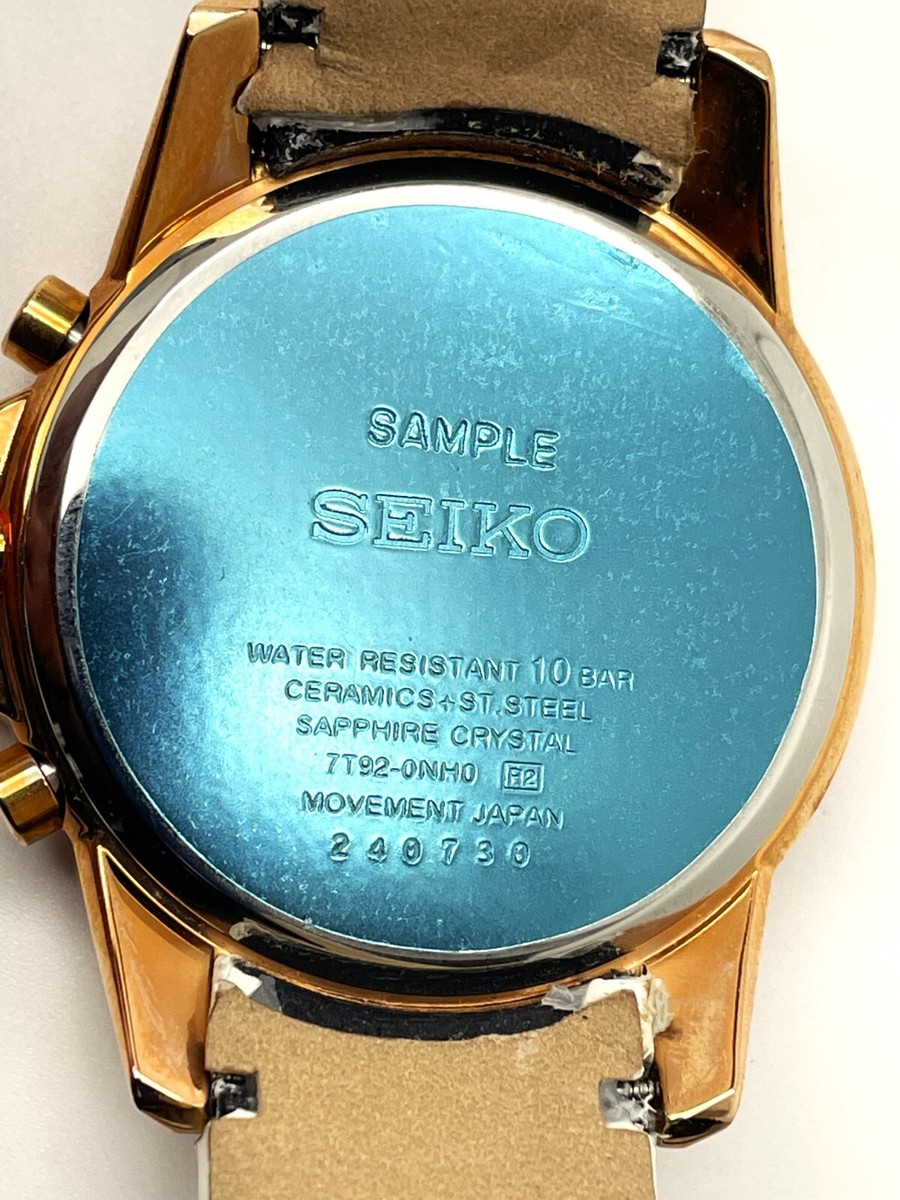 SAMPLE
SEIKO
WATER RESISTANT 10 BAR
CERAMICS+ST.STEEL
SAPPHIRE CRYSTAL
7T92-0NH0 R2
MOVEMENT JAPAN
240730